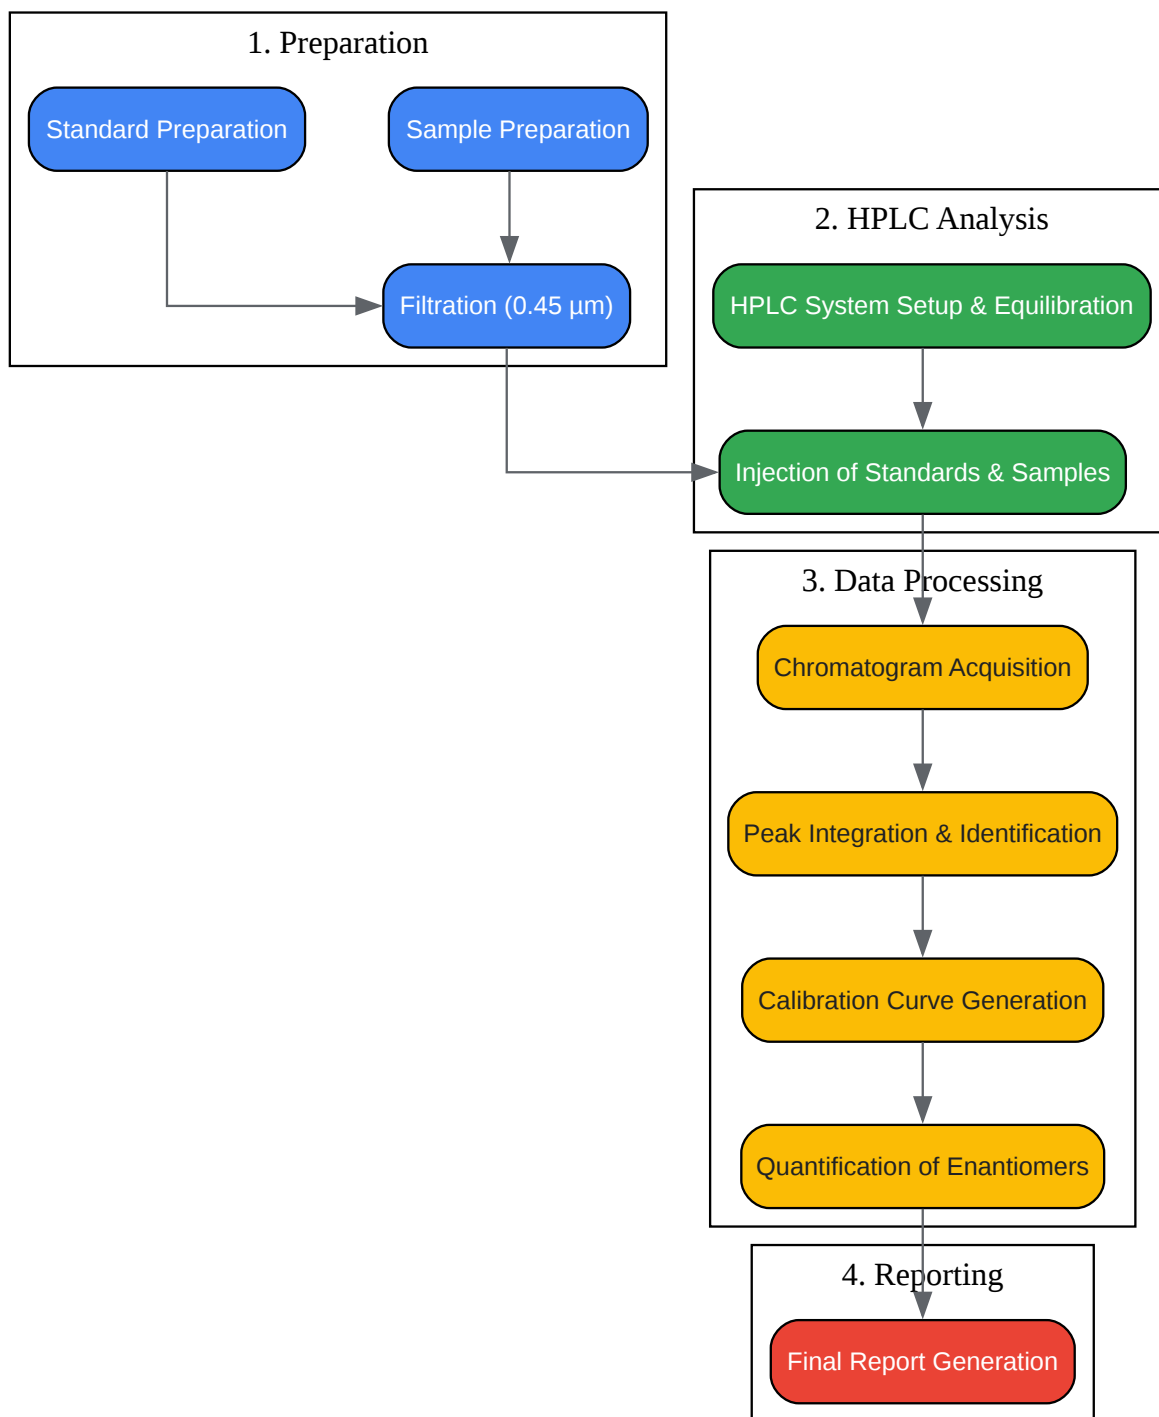 1. Preparation
Standard Preparation
Sample Preparation
Filtration (0.45 µm)
2. HPLC Analysis
HPLC System Setup & Equilibration
Injection of Standards & Samples
3. Data Processing
Chromatogram Acquisition
Peak Integration & Identification
Calibration Curve Generation
Quantification of Enantiomers
4. Reporting
Final Report Generation